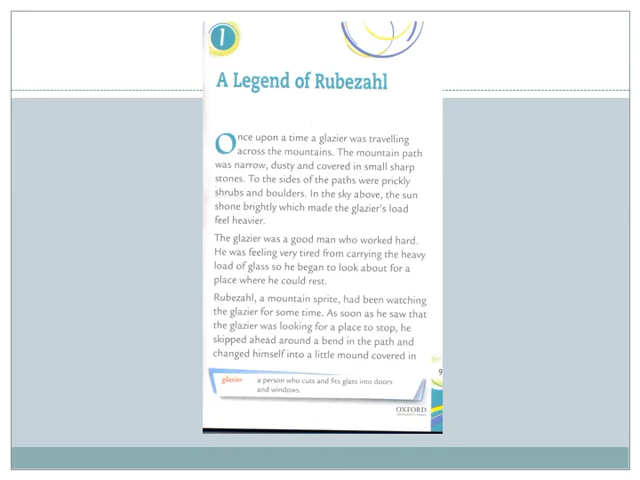 1
A Legend of Rubezahl
Once upon a time a glazier was travelling
across the mountains. The mountain path
was narrow, dusty and covered in small sharp
stones. To the sides of the paths were prickly
shrubs and boulders. In the sky above, the sun
shone brightly which made the glazier's load
feel heavier.
The glazier was a good man who worked hard.
He was feeling very tired from carrying the heavy
load of glass so he began to look about for a
place where he could rest.
Rubezahl, a mountain sprite, had been watching
the glazier for some time. As soon as he saw that
the glazier was looking for a place to stop, he
skipped ahead around a bend in the path and
changed himself into a little mound covered in
glazier a person who cuts and fits glass into doors
and windows.
9
OXFORD
UNIVERSITY PRESS